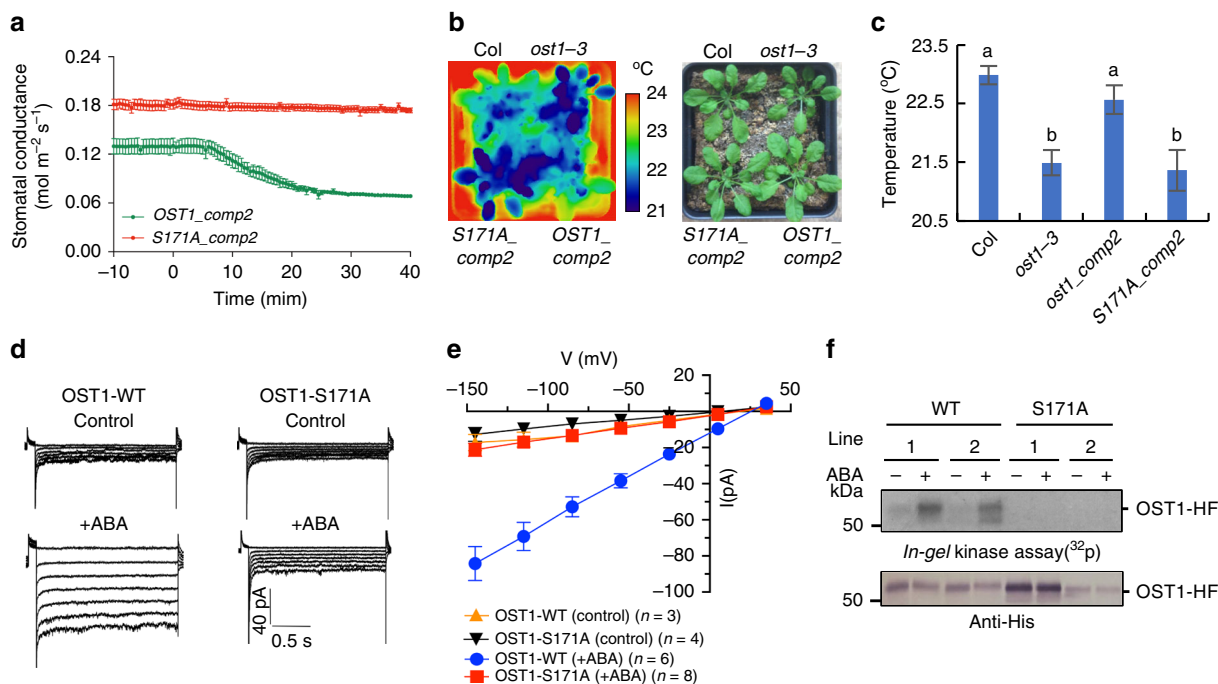 a
Stomatal conductance
(mol m−2 s−1)
0.24
0.18
0.12
0.06
0.00
OST1_comp2
S171A_comp2
−10 0 10 20 30 40
Time (mim)
b
Col ost1–3
oC
24
23
22
21
S171A_
comp2
OST1_
comp2
Col ost1–3
S171A_
comp2
OST1_
comp2
c
Temperature (°C)
23.5
22.5
21.5
20.5
a
b
a
b
Col
ost1–3
ost1_comp2
S171A_comp2
d
OST1-WT
Control
OST1-S171A
Control
+ABA
+ABA
40 pA
0.5 s
e
V (mV)
−150 −100 −50 50
20
−20
−40
−60
−80
−100
I(pA)
OST1-WT (control) (n = 3)
OST1-S171A (control) (n = 4)
OST1-WT (+ABA) (n = 6)
OST1-S171A (+ABA) (n = 8)
f
WT S171A
Line 1 2 1 2
ABA − + − + − + − +
kDa
50
OST1-HF
In-gel kinase assay(32p)
50
OST1-HF
Anti-His